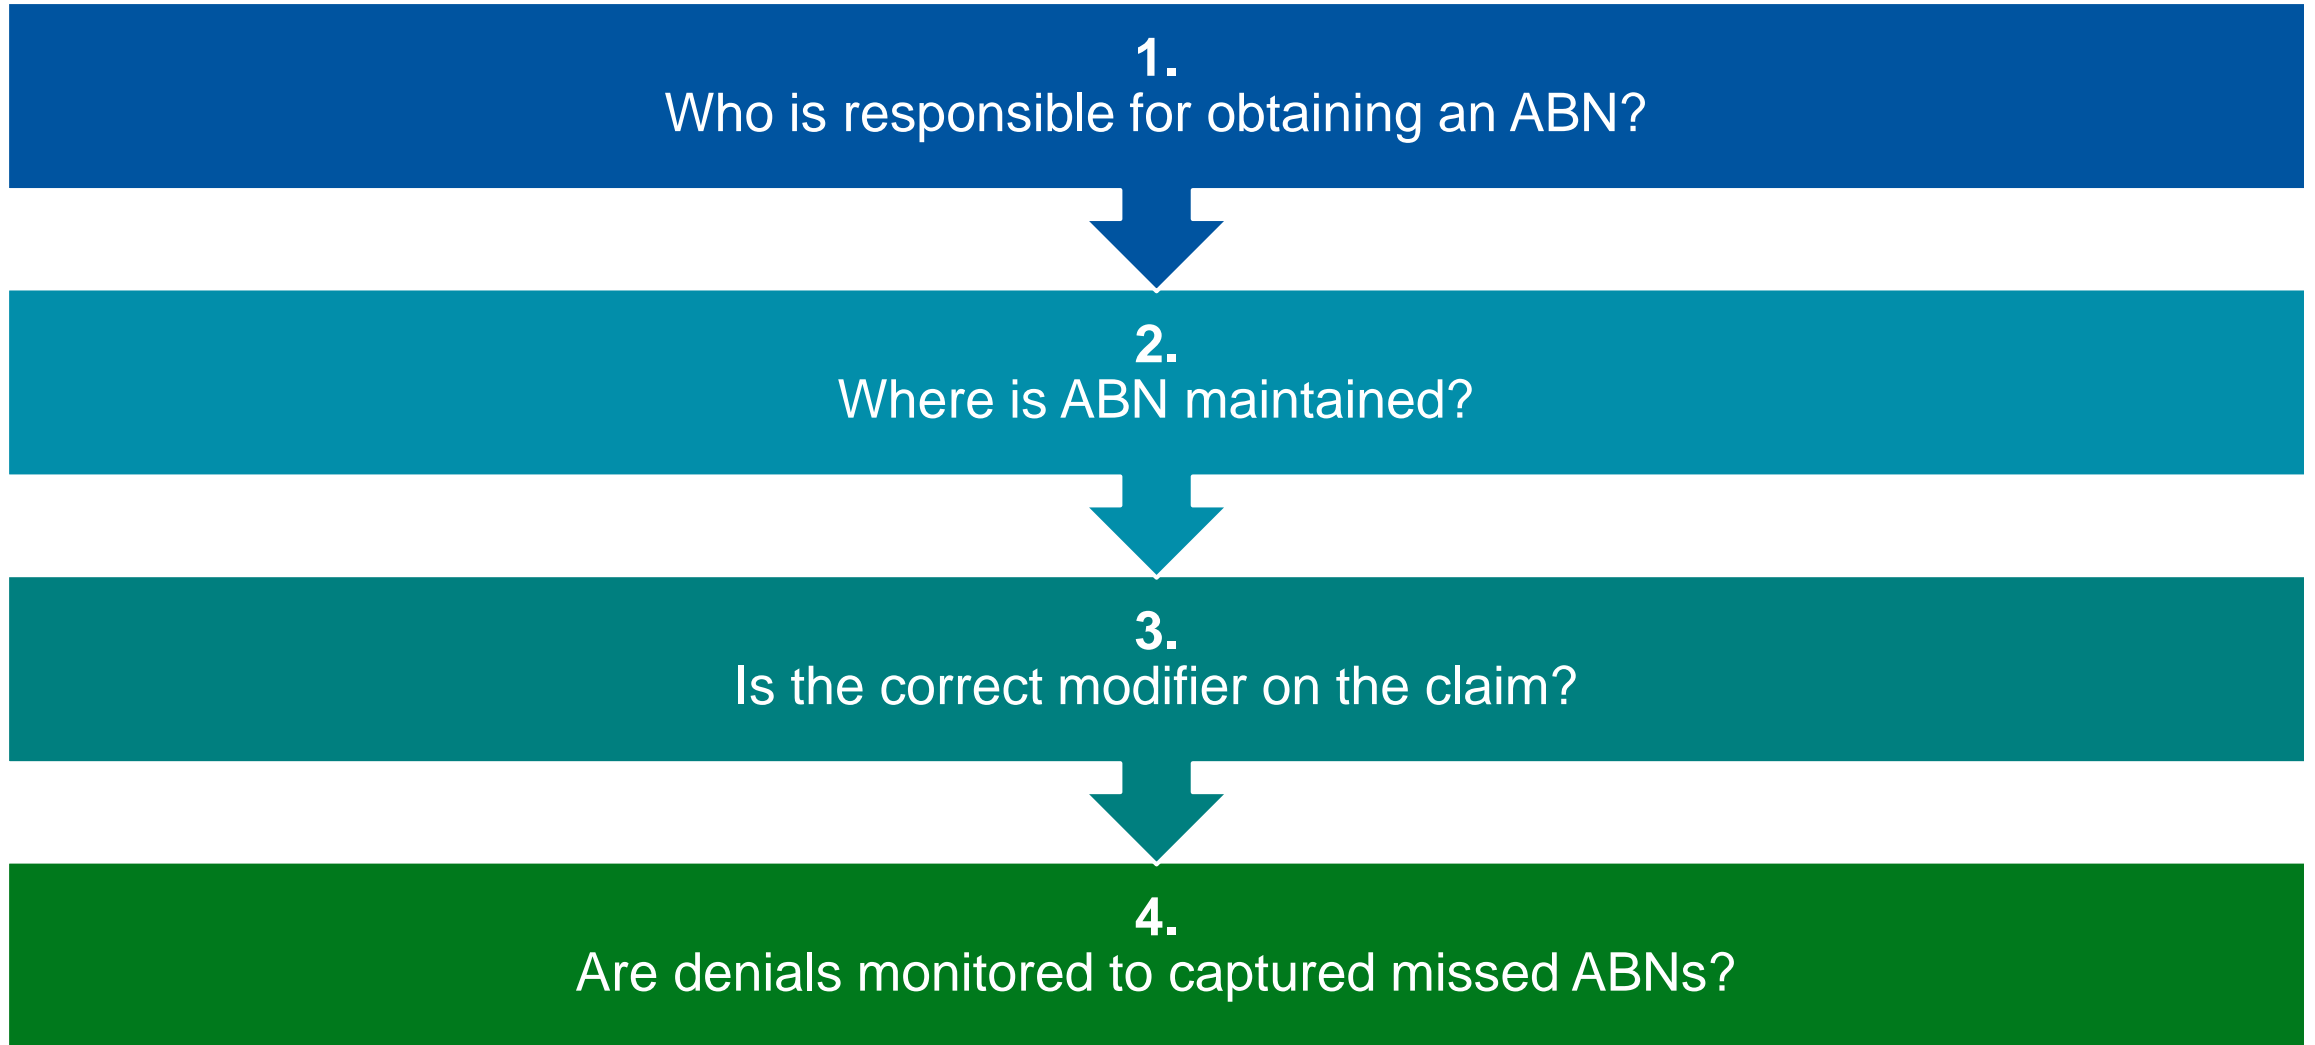 1.
Who is responsible for obtaining an ABN?
2.
Where is ABN maintained?
3.
Is the correct modifier on the claim?
4.
Are denials monitored to captured missed ABNs?